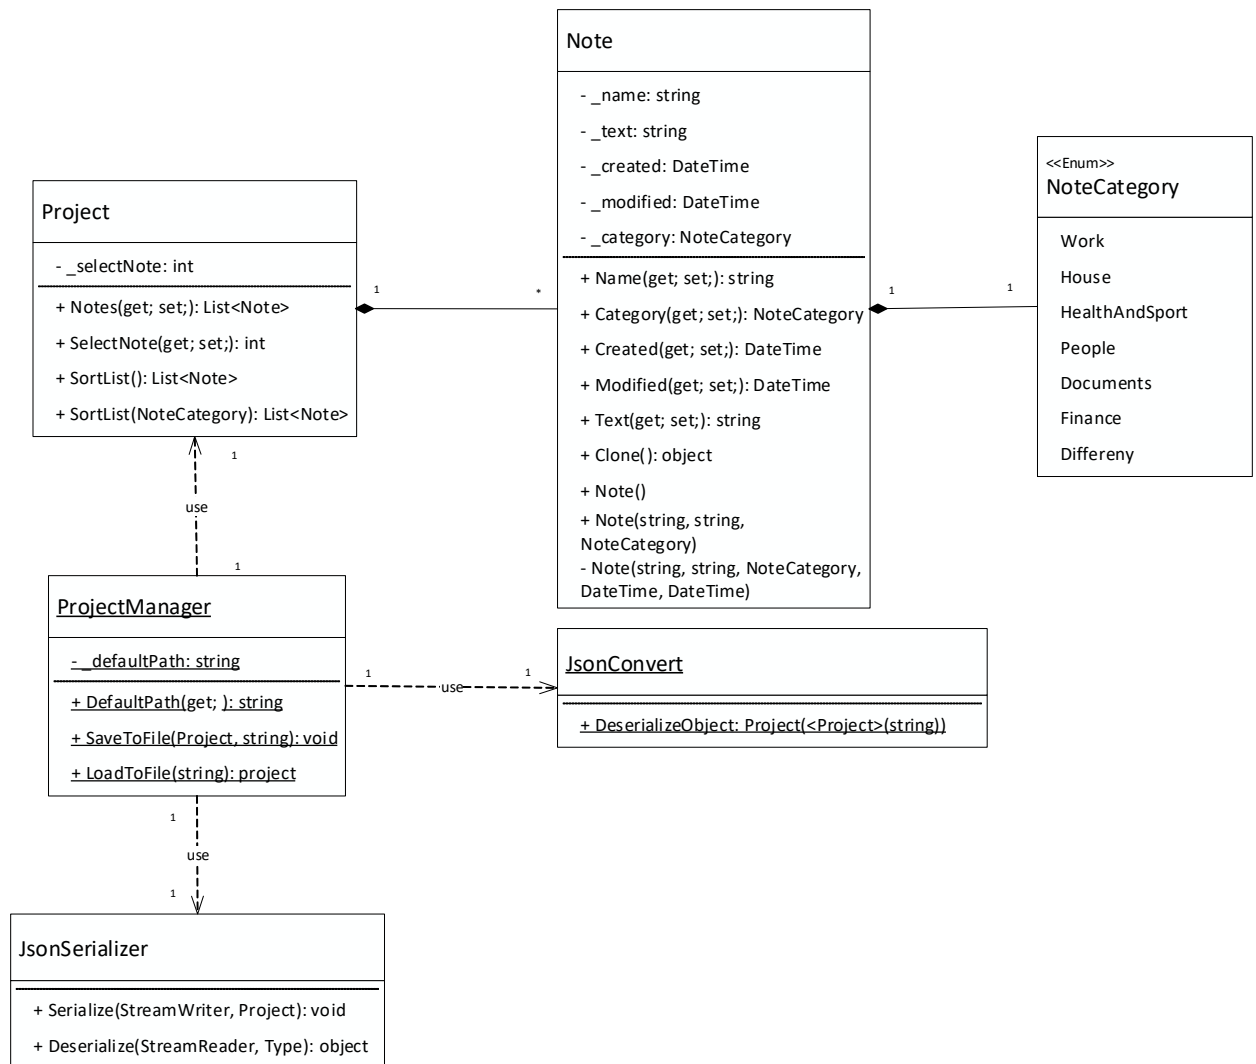 Note
- _name: string
- _text: string
- _created: DateTime
- _modified: DateTime
- _category: NoteCategory
+ Name(get; set;): string
+ Category(get; set;): NoteCategory
+ Created(get; set;): DateTime
+ Modified(get; set;): DateTime
+ Text(get; set;): string
+ Clone(): object
+ Note()
+ Note(string, string,
NoteCategory)
- Note(string, string, NoteCategory,
DateTime, DateTime)
<<Enum>>
NoteCategory
Work
House
HealthAndSport
People
Documents
Finance
Differeny
1
1
Project
- _selectNote: int
+ Notes(get; set;): List<Note>
+ SelectNote(get; set;): int
+ SortList(): List<Note>
+ SortList(NoteCategory): List<Note>
1
*
1
use
1
ProjectManager
- _defaultPath: string
+ DefaultPath(get; ): string
+ SaveToFile(Project, string): void
+ LoadToFile(string): project
1
use
1
JsonConvert
+ DeserializeObject: Project(<Project>(string))
1
use
1
JsonSerializer
+ Serialize(StreamWriter, Project): void
+ Deserialize(StreamReader, Type): object